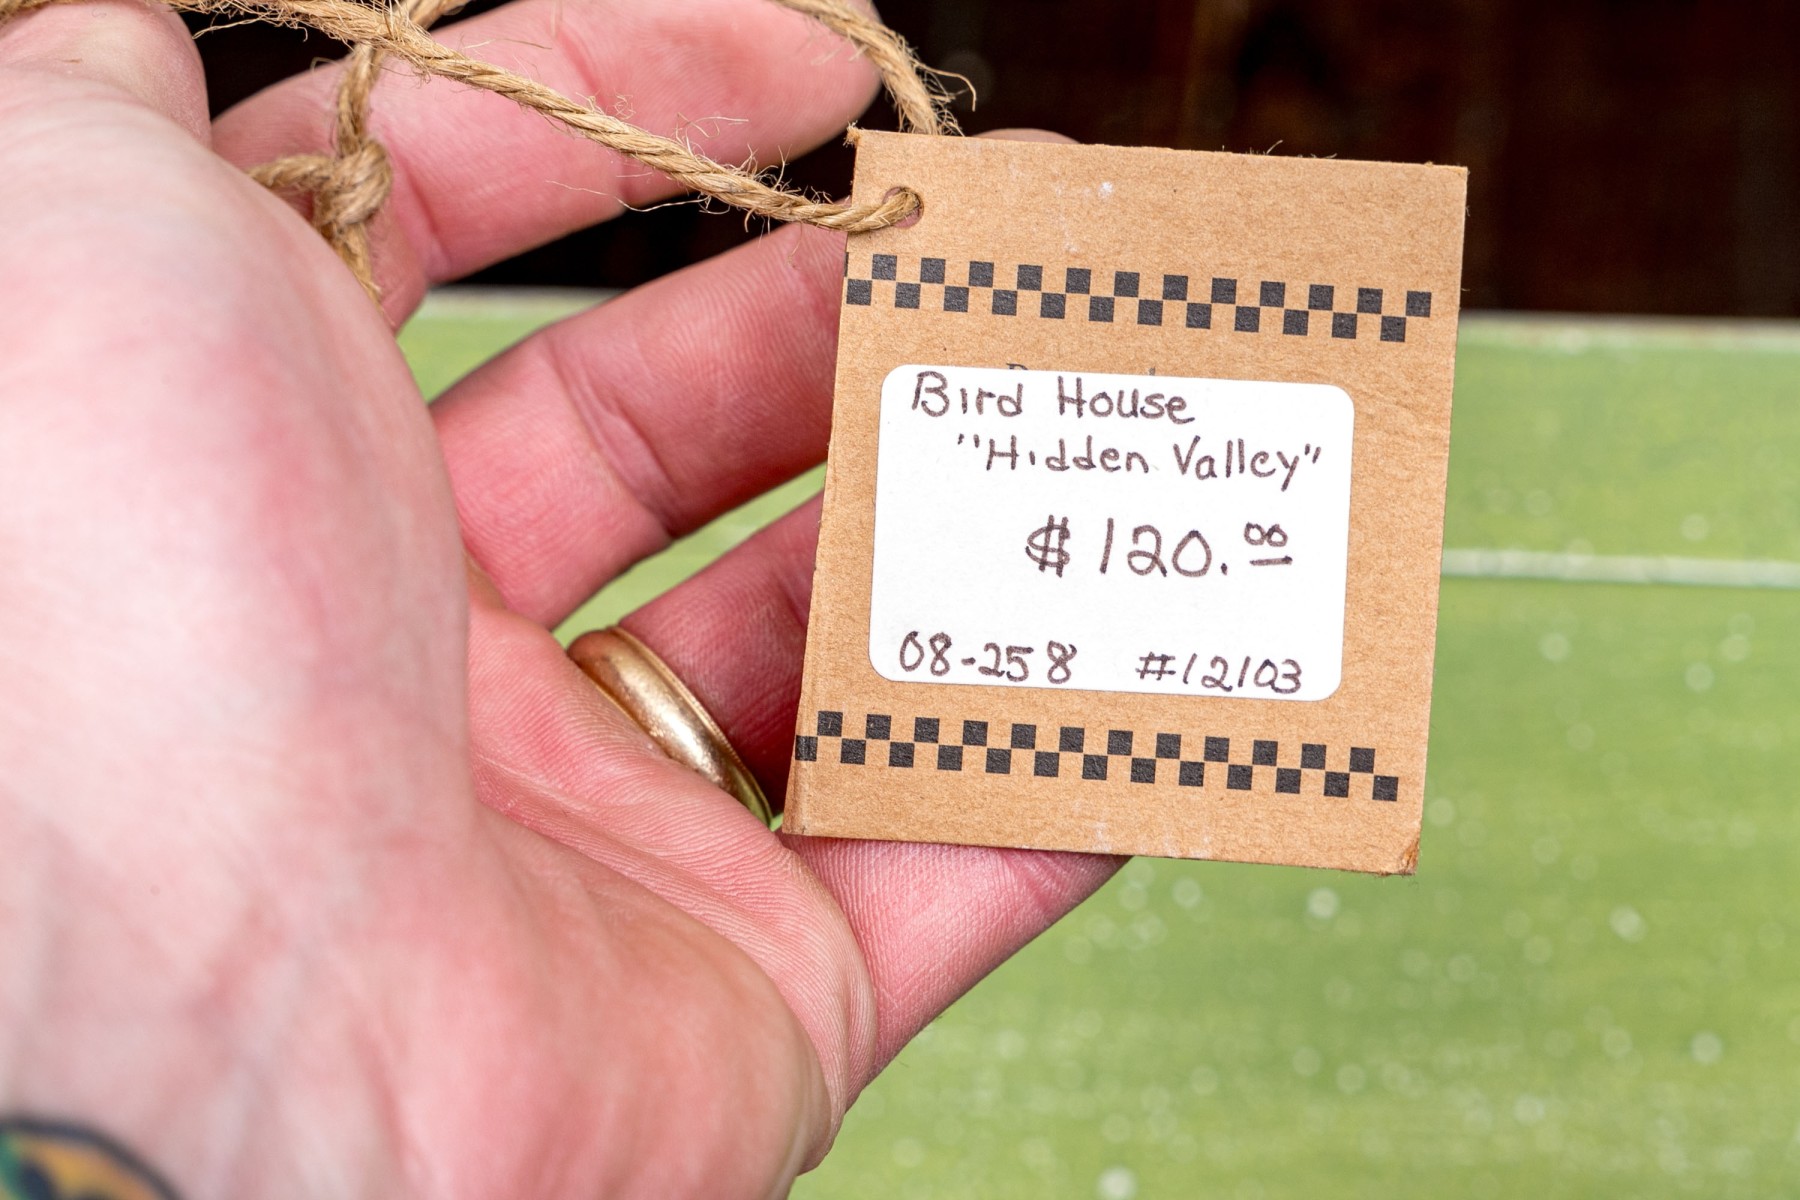 Bird House
"Hidden Valley"
$120.00
08-258 #12103